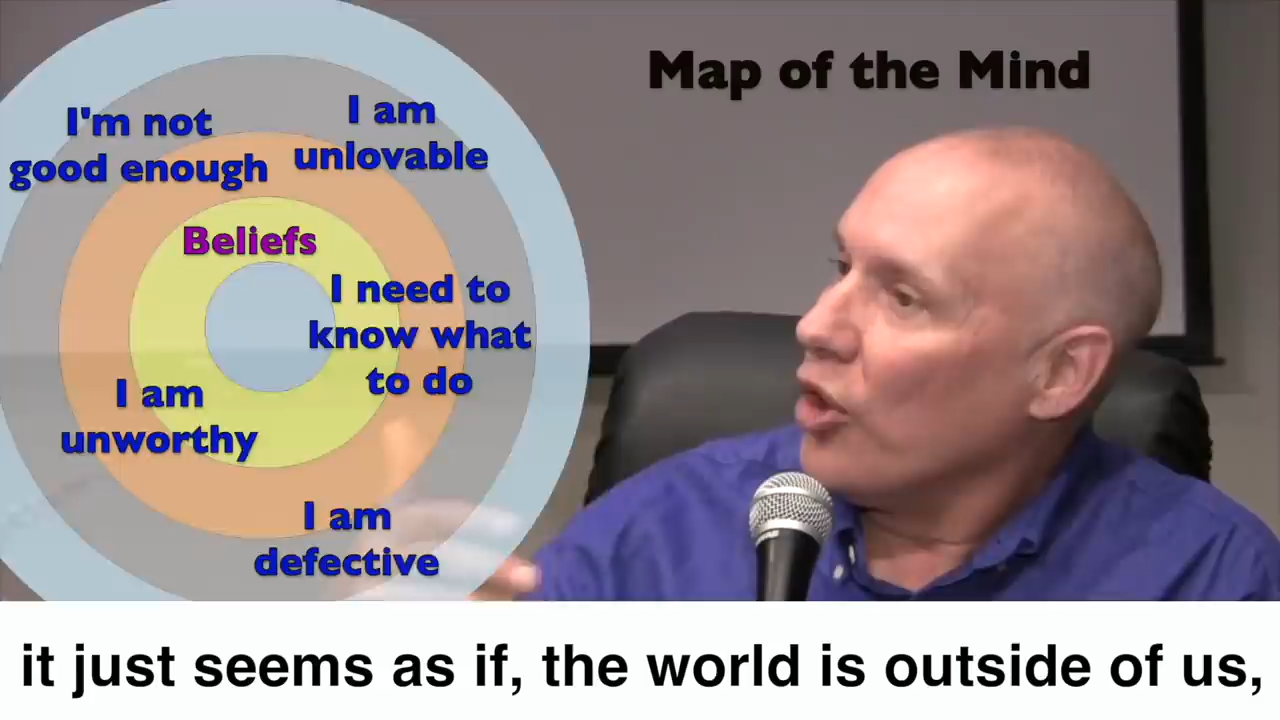 Map of the Mind
I'm not
good enough
I am
unlovable
Beliefs
I need to
know what
to do
I am
unworthy
I am
defective
it just seems as if, the world is outside of us,